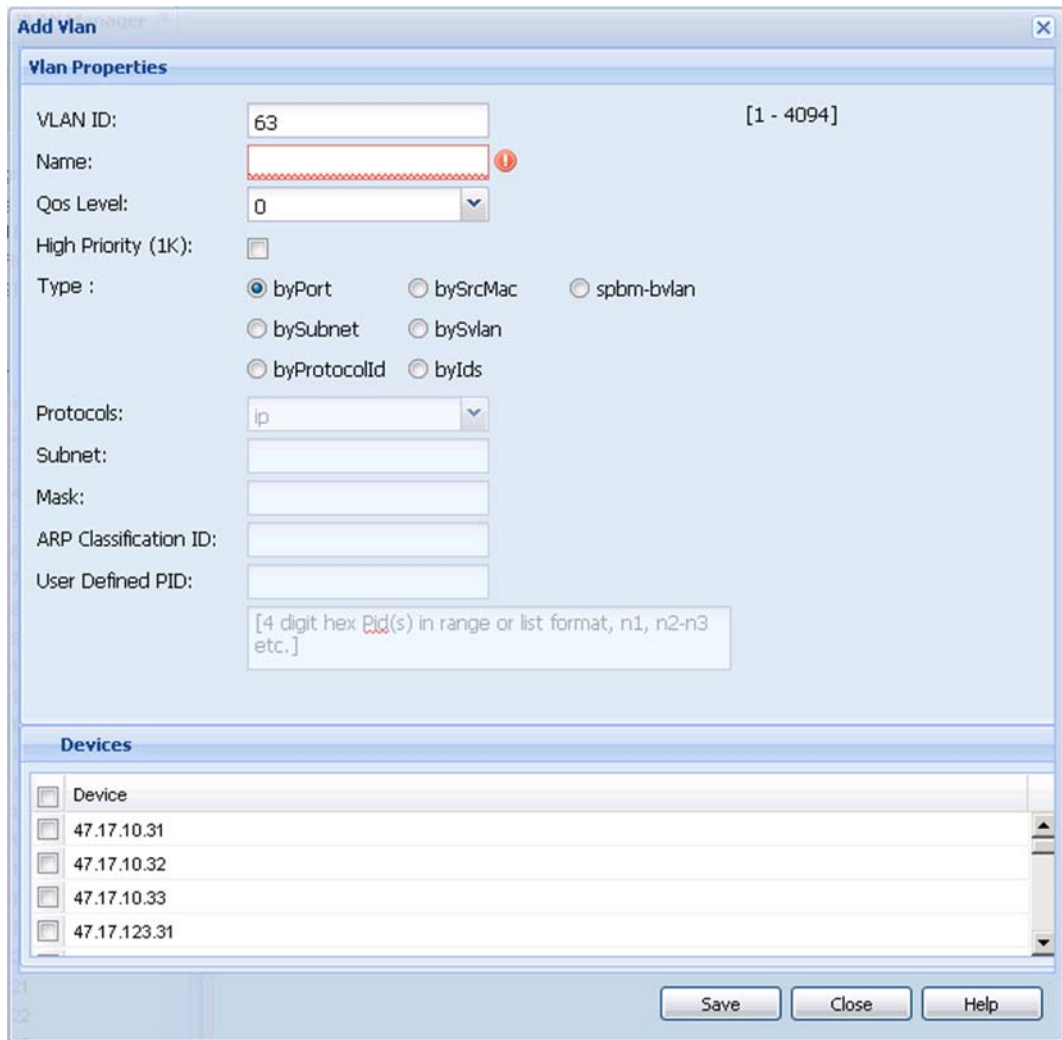 Add Vlan
Vlan Properties
VLAN ID: 63 [1 - 4094]
Name:
Qos Level: 0
High Priority (1K):
Type : byPort bySrcMac spbm-bvlan
bySubnet bySvlan
byProtocolId byIds
Protocols: ip
Subnet:
Mask:
ARP Classification ID:
User Defined PID:
[4 digit hex Pid(s) in range or list format, n1, n2-n3
etc.]
Devices
Device
47.17.10.31
47.17.10.32
47.17.10.33
47.17.123.31
21
22
Save Close Help